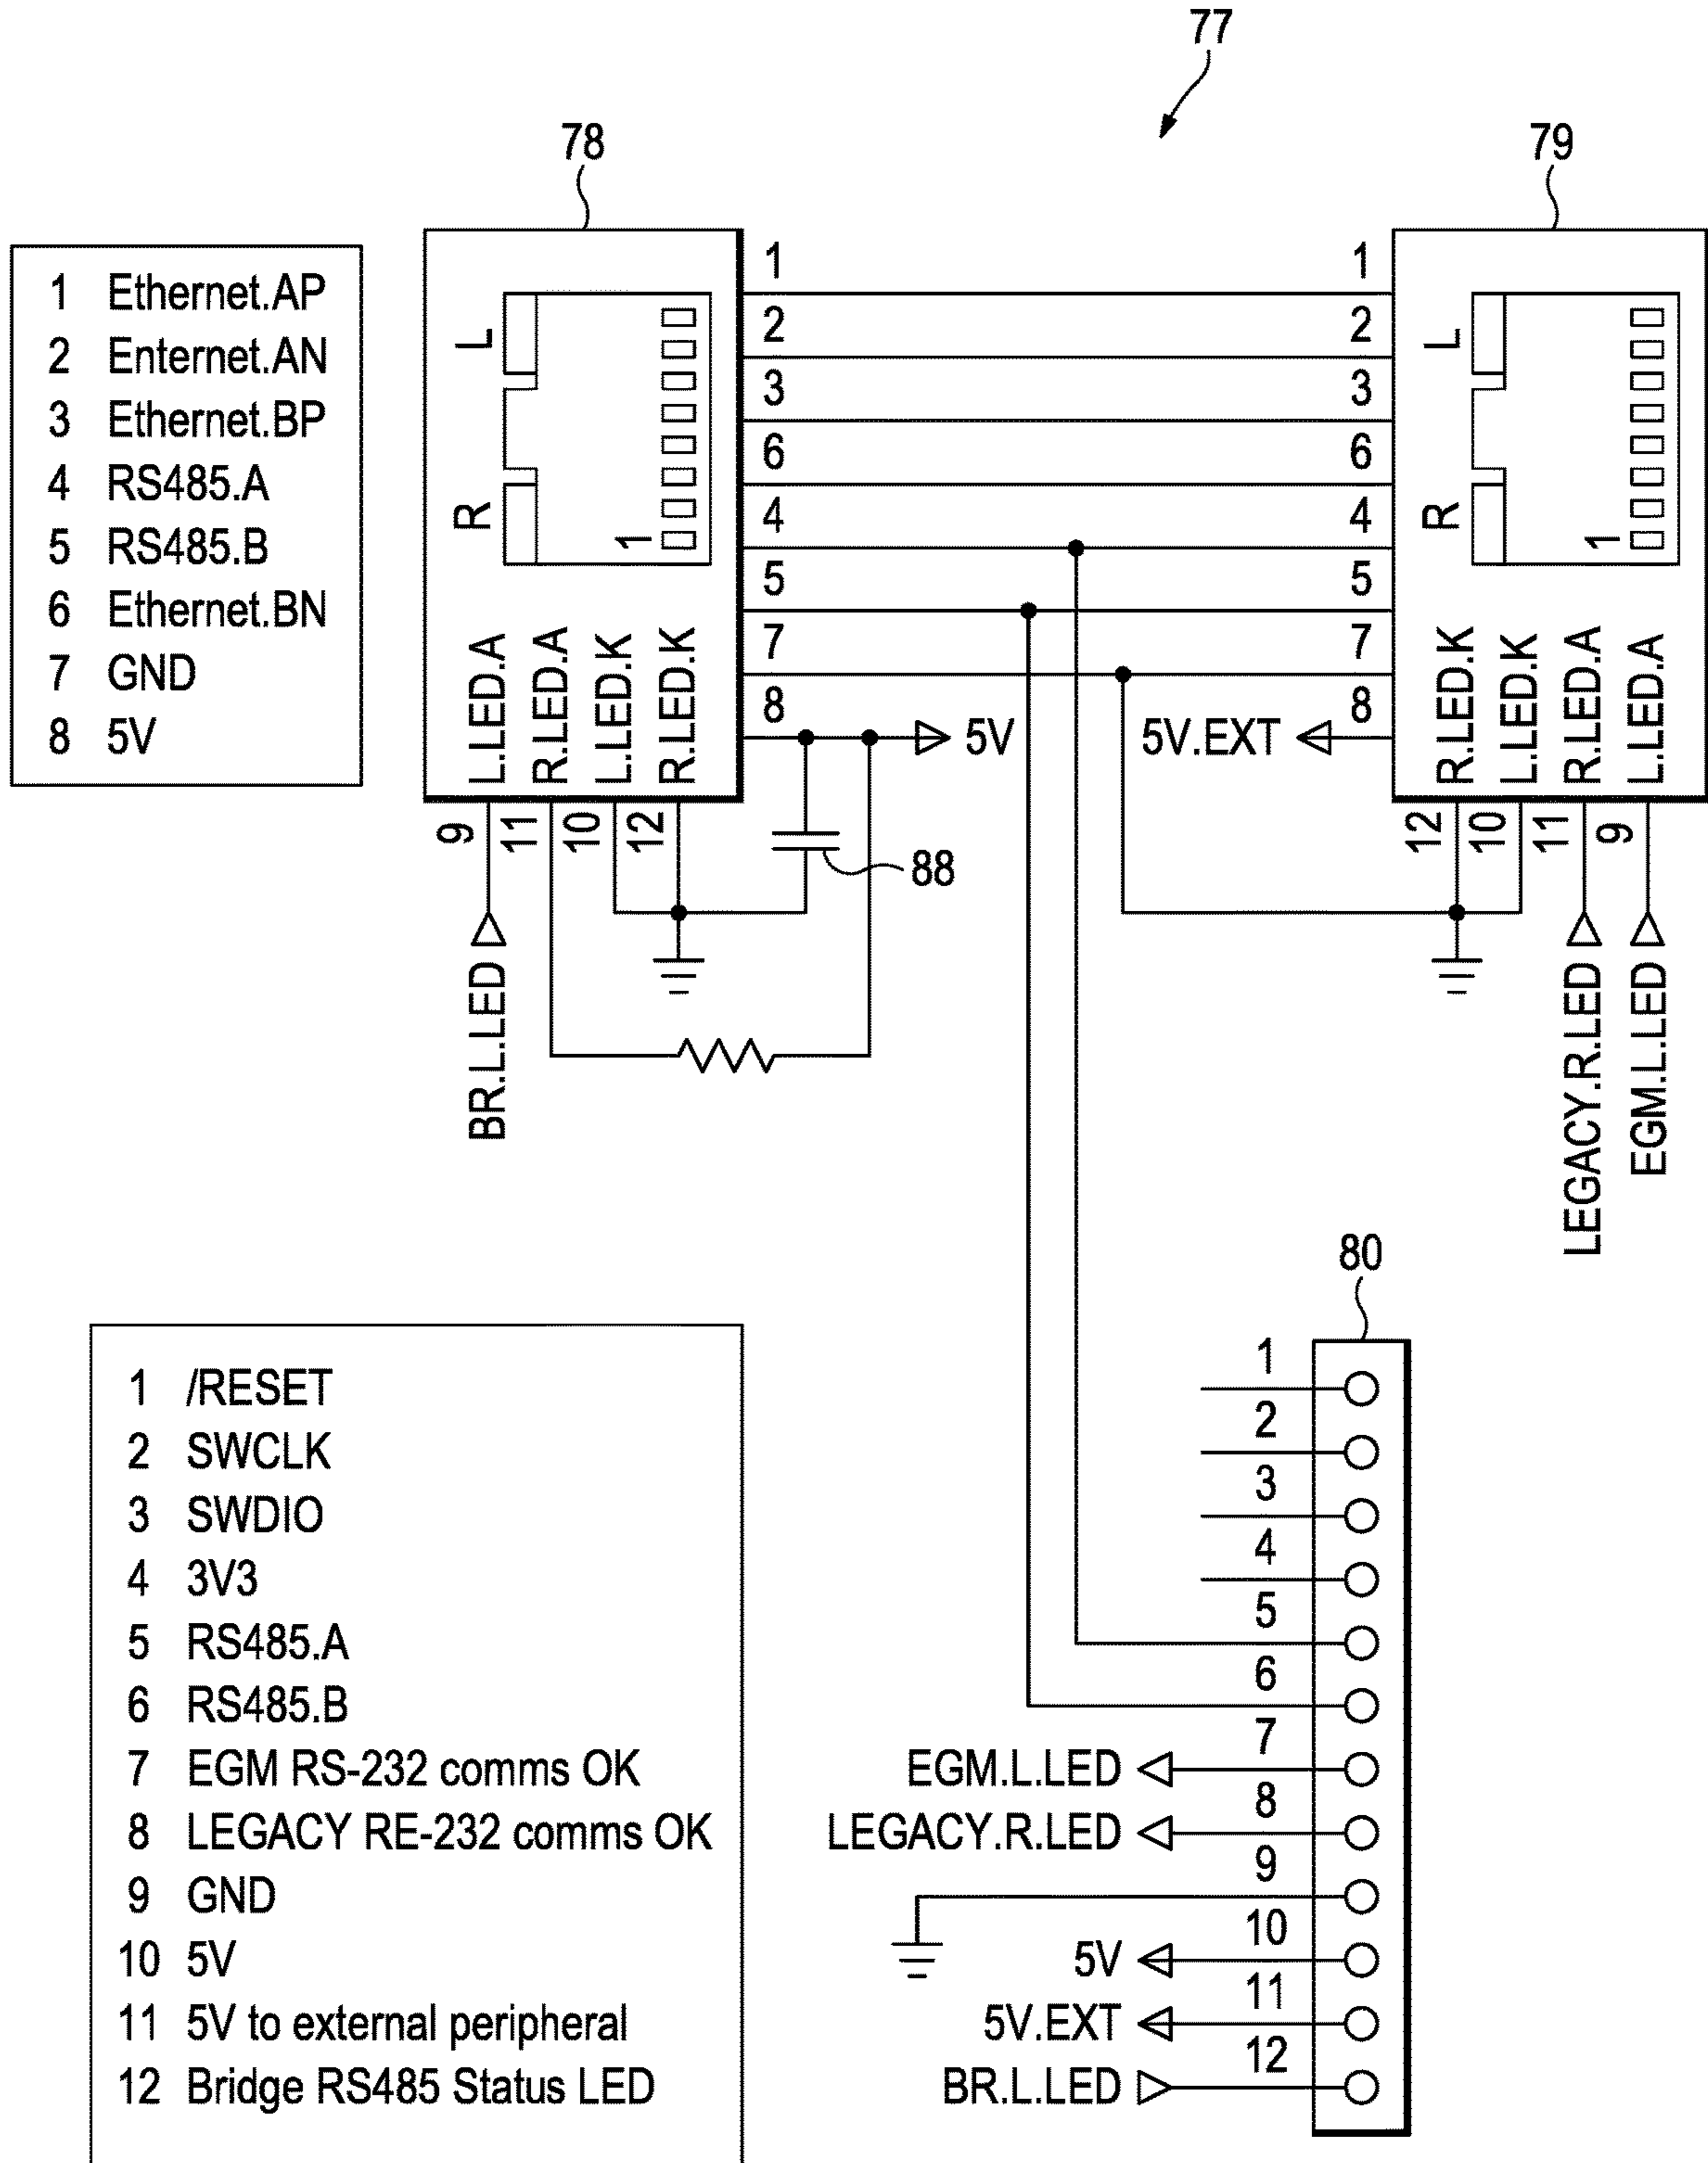 77
78
79
1 Ethernet.AP
2 Enternet.AN
3 Ethernet.BP
4 RS485.A
5 RS485.B
6 Ethernet.BN
7 GND
8 5V
L
R
1
L.LED.A
R.LED.A
L.LED.K
R.LED.K
9
11
10
12
BR.L.LED
1
2
3
6
4
5
7
8
5V
88
1
2
3
6
4
5
7
8
5V.EXT
L
R
1
R.LED.K
L.LED.K
R.LED.A
L.LED.A
12
10
11
9
LEGACY.R.LED
EGM.L.LED
80
1 /RESET
2 SWCLK
3 SWDIO
4 3V3
5 RS485.A
6 RS485.B
7 EGM RS-232 comms OK
8 LEGACY RE-232 comms OK
9 GND
10 5V
11 5V to external peripheral
12 Bridge RS485 Status LED
1
2
3
4
5
6
7
EGM.L.LED
8
LEGACY.R.LED
9
10
5V
11
5V.EXT
12
BR.L.LED